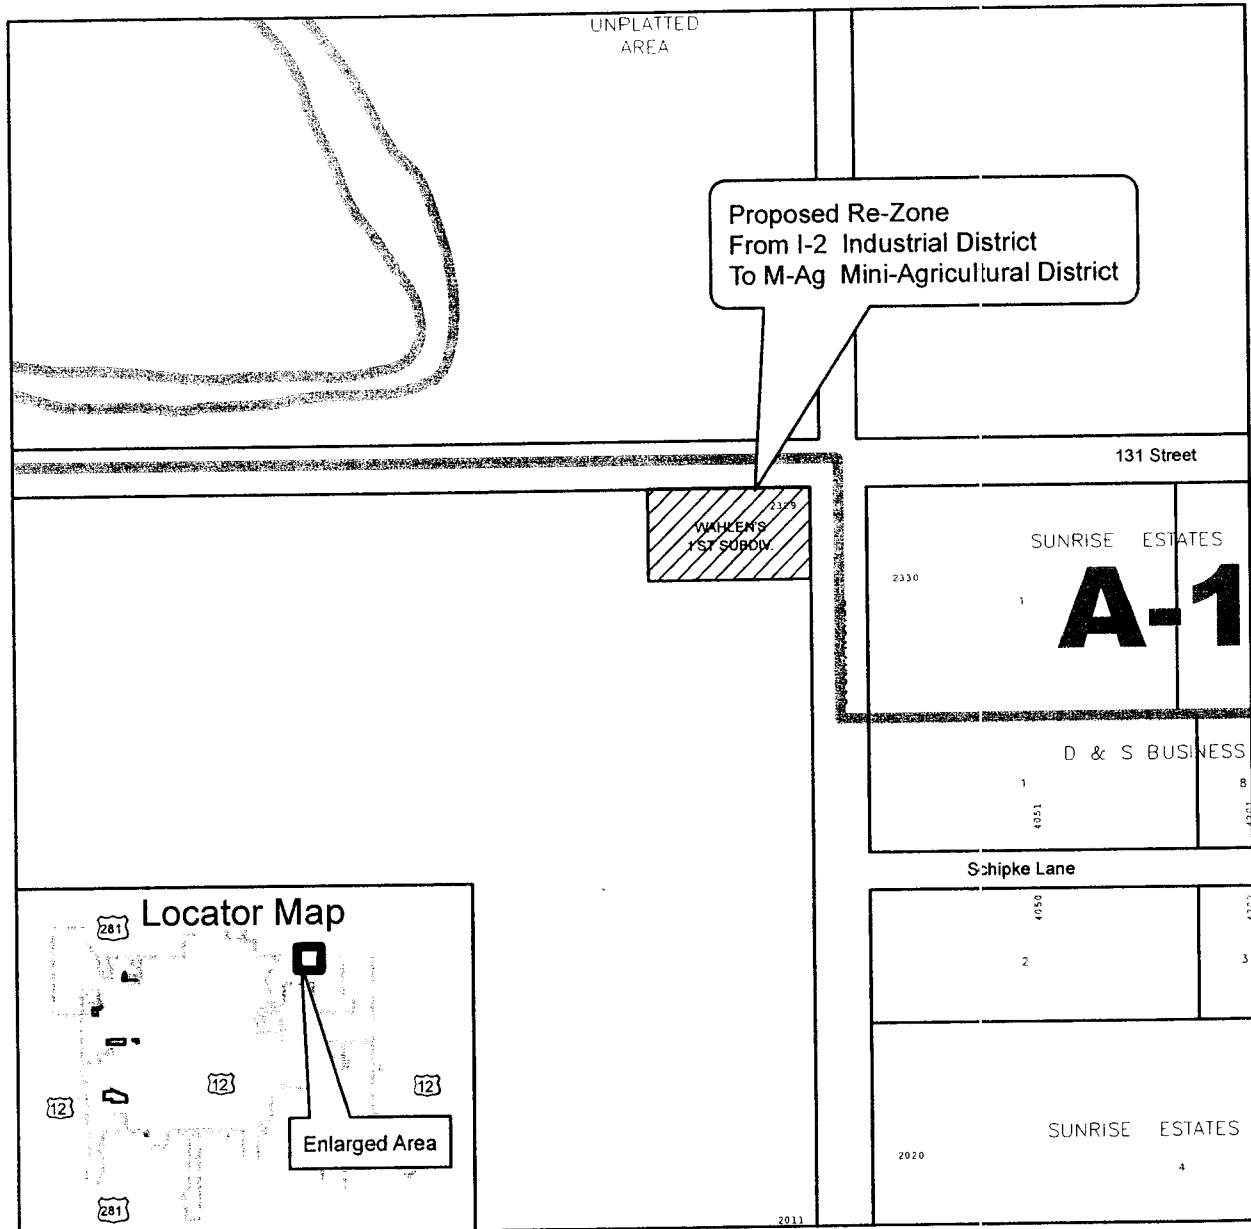 UNPLATTED
AREA
Proposed Re-Zone
From I-2 Industrial District
To M-Ag Mini-Agricultural District
131 Street
2329
WAHLEN'S
1ST SUBDIV.
SUNRISE ESTATES
2330
1
A-1
D & S BUSINESS
1
8
4051
Schipke Lane
4050
2
3
Locator Map
281
12
12
12
Enlarged Area
281
SUNRISE ESTATES
2020
4
2011